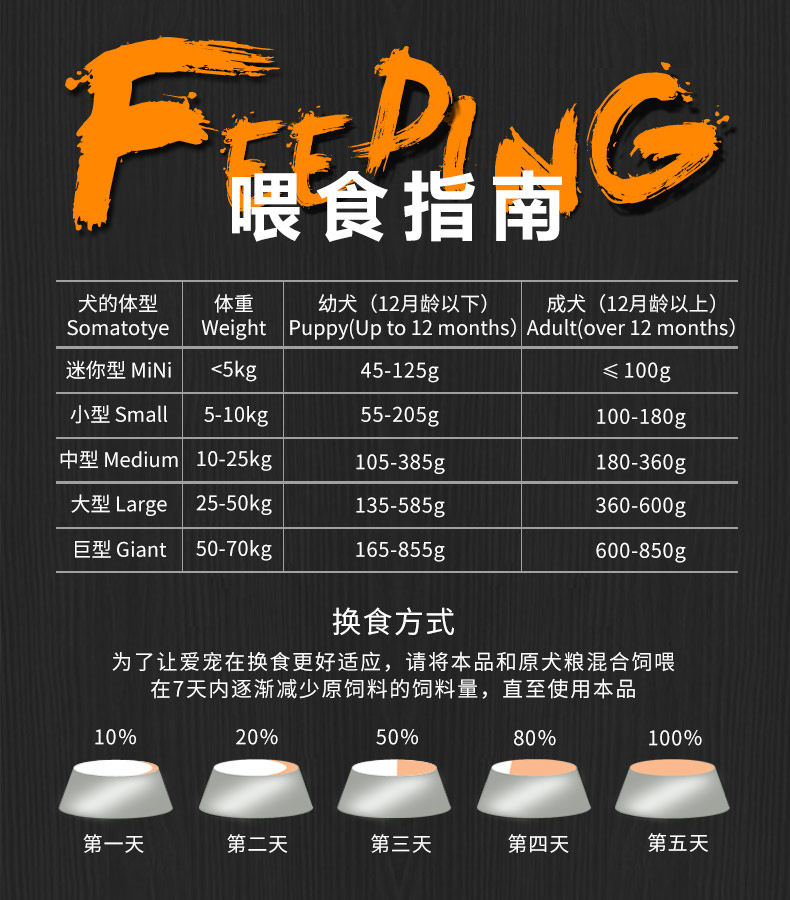 FEEDING
喂食指南
犬的体型 体重 幼犬（12月龄以下） 成犬（12月龄以上）
Somatotye Weight Puppy(Up to 12 months) Adult(over 12 months)
迷你型 MiNi <5kg 45-125g ≤100g
小型 Small 5-10kg 55-205g 100-180g
中型 Medium 10-25kg 105-385g 180-360g
大型 Large 25-50kg 135-585g 360-600g
巨型 Giant 50-70kg 165-855g 600-850g
换食方式
为了让爱宠在换食更好适应，请将本品和原犬粮混合饲喂
在7天内逐渐减少原饲料的饲料量，直至使用本品
10% 20% 50% 80% 100%
第一天 第二天 第三天 第四天 第五天